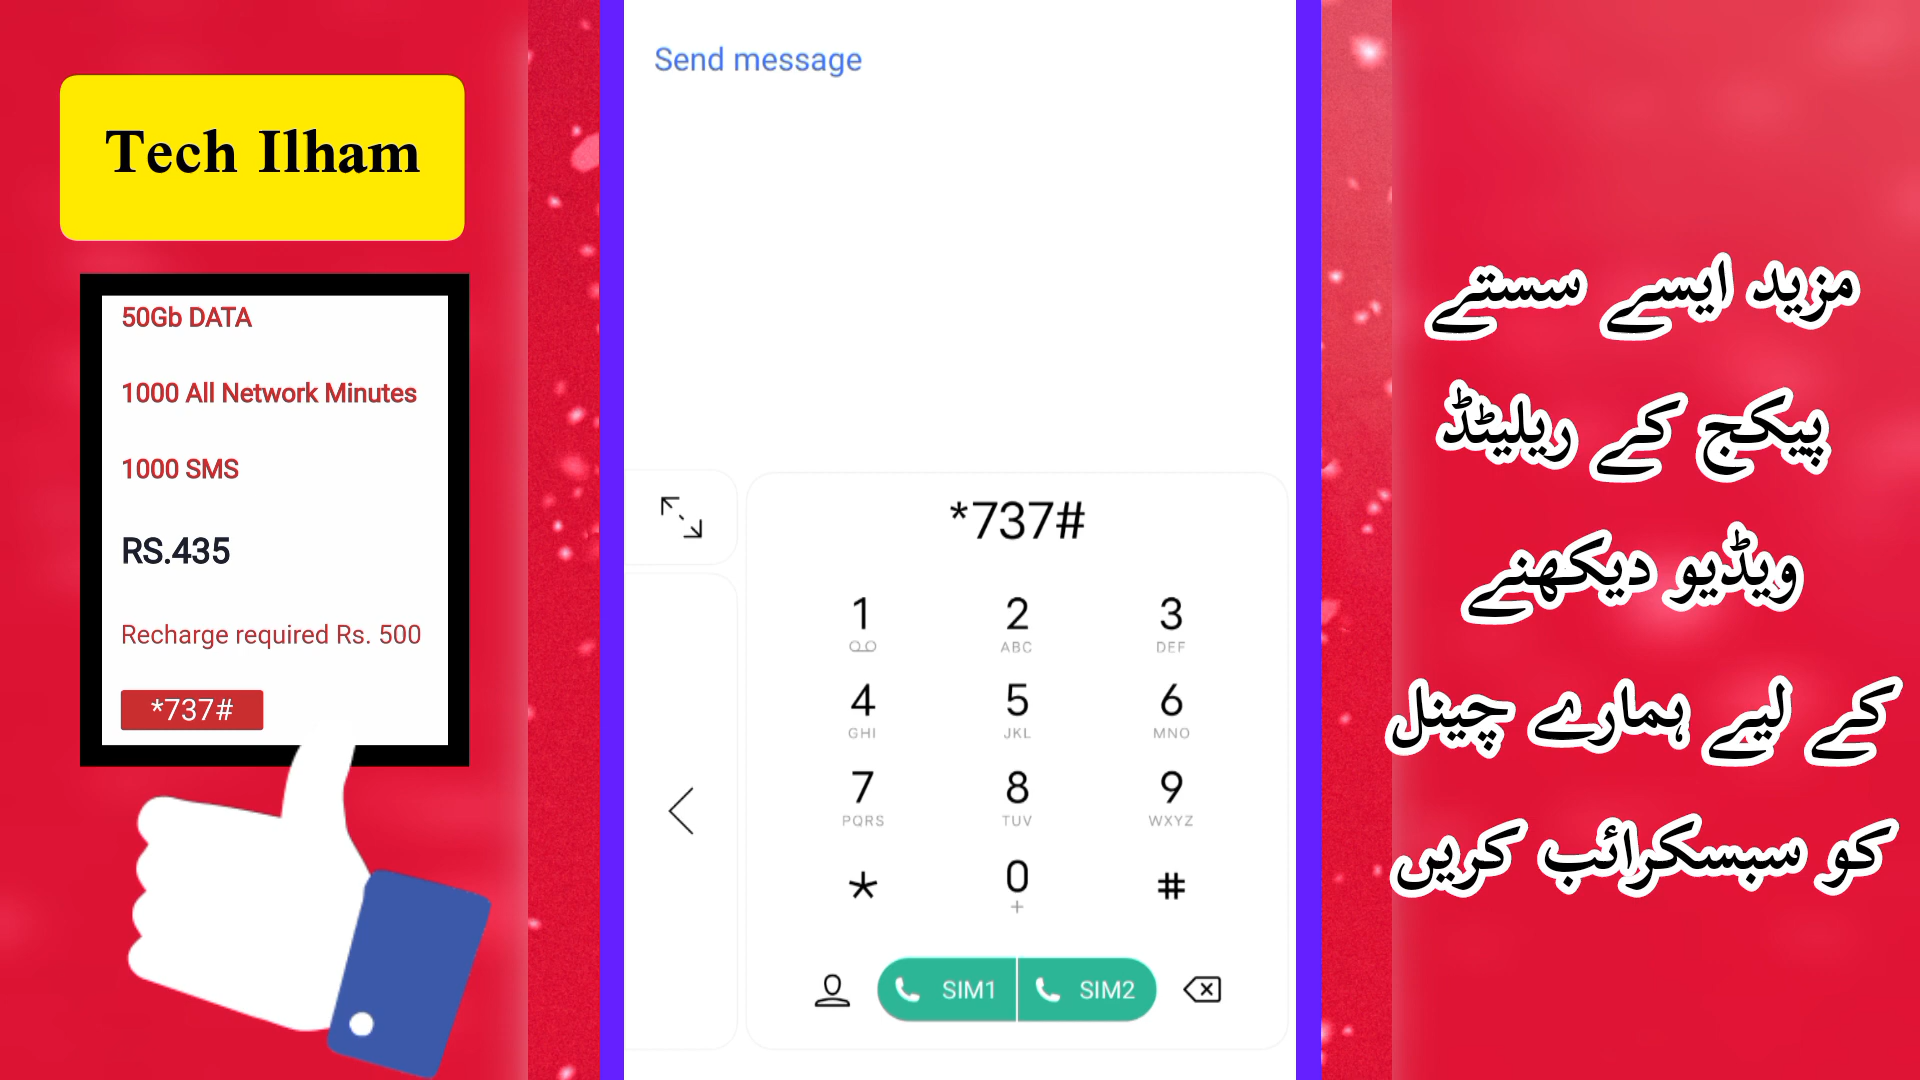 Tech Ilham
50Gb DATA
1000 All Network Minutes
1000 SMS
RS.435
Recharge required Rs. 500
*737#
Send message
*737#
1
2
ABC
3
DEF
4
GHI
5
JKL
6
MNO
7
PQRS
8
TUV
9
WXYZ
*
0
+
#
SIM1
SIM2
مزید ایسے سستے
پیکج کے ریلیٹڈ
ویڈیو دیکھنے
کے لیے ہمارے چینل
کو سبسکرائب کریں